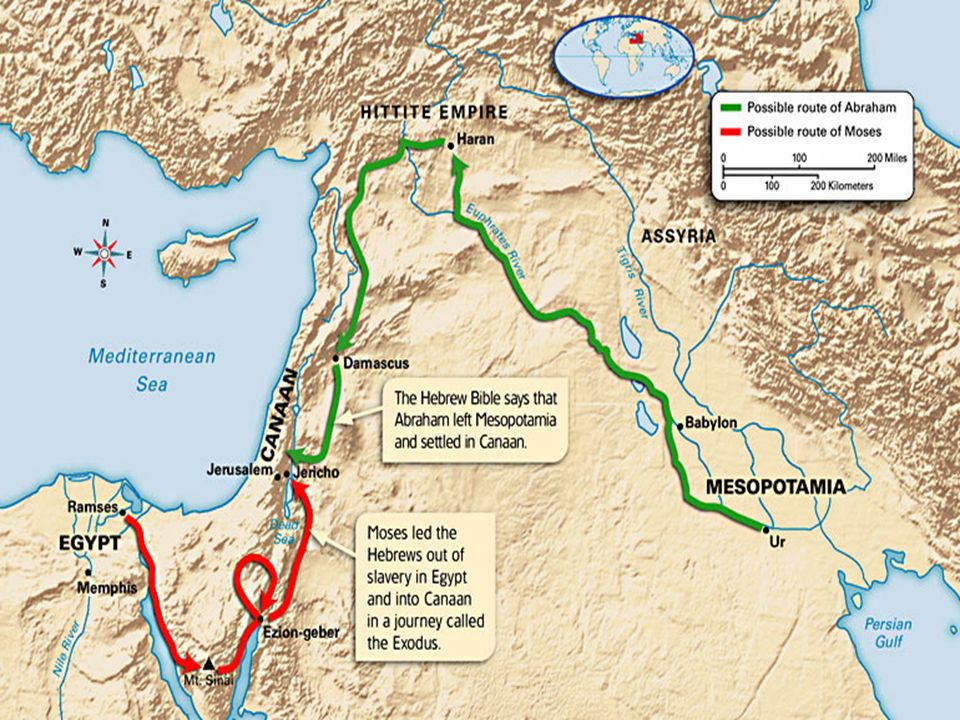 HITTITE EMPIRE
Haran
Possible route of Abraham
Possible route of Moses
0 100 200 Miles
0 100 200 Kilometers
N
W E
S
Euphrates River
ASSYRIA
Tigris River
Mediterranean
Sea
Damascus
CANAAN
The Hebrew Bible says that
Abraham left Mesopotamia
and settled in Canaan.
Babylon
Jerusalem
Jericho
MESOPOTAMIA
Ramses
EGYPT
Dead
Sea
Ur
Memphis
Moses led the
Hebrews out of
slavery in Egypt
and into Canaan
in a journey called
the Exodus.
Ezion-geber
Nile River
Mt. Sinai
Persian
Gulf